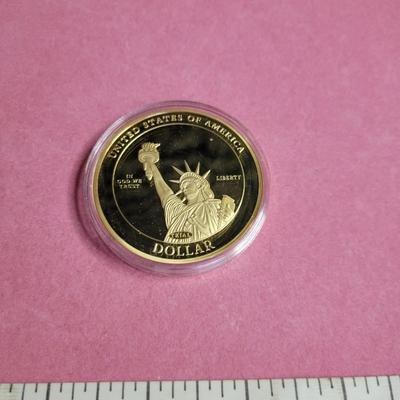 UNITED STATES OF AMERICA
IN
GOD WE
TRUST
LIBERTY
TRIAL
DOLLAR